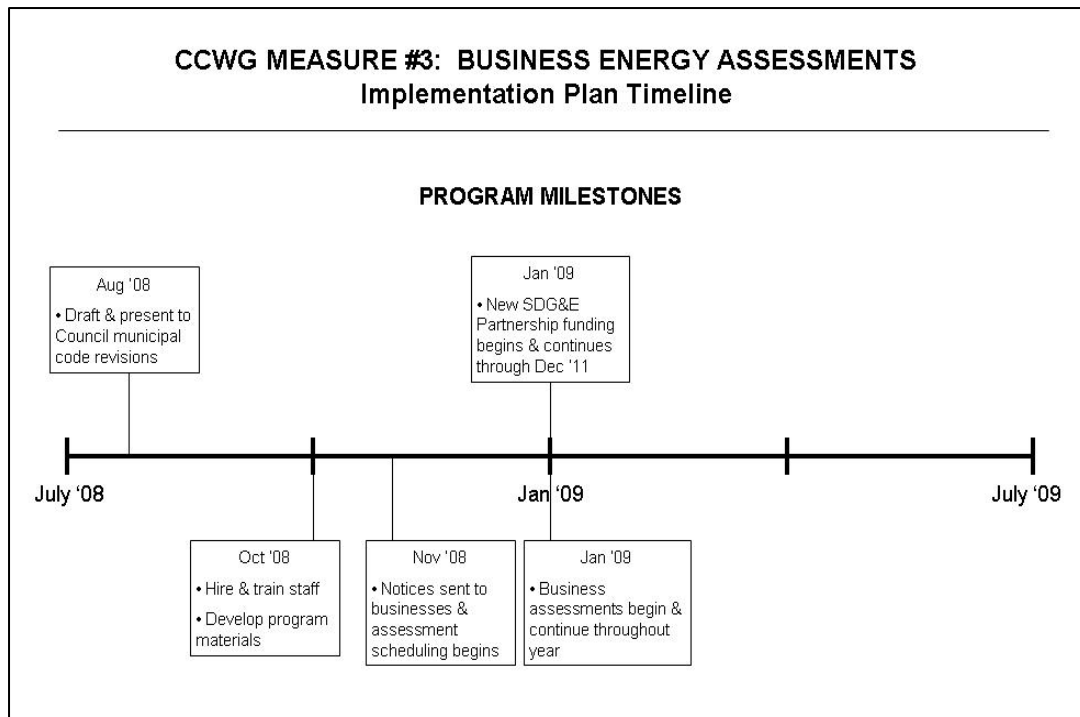 CCWG MEASURE #3: BUSINESS ENERGY ASSESSMENTS
Implementation Plan Timeline
PROGRAM MILESTONES
Aug '08
• Draft & present to
Council municipal
code revisions
Jan '09
• New SDG&E
Partnership funding
begins & continues
through Dec '11
July ‘08
Jan ‘09
July ‘09
Oct '08
• Hire & train staff
• Develop program
materials
Nov '08
• Notices sent to
businesses &
assessment
scheduling begins
Jan '09
• Business
assessments begin &
continue throughout
year